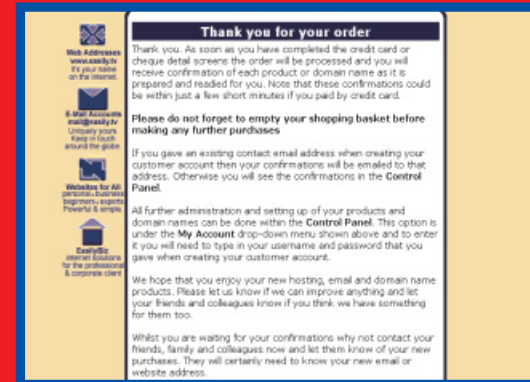 Thank you for your order
Web Addresses
www.easily.tv
It's your name
on the internet.
E-Mail Accounts
mail@easily.tv
Uniquely yours.
Keep in touch
around the globe.
Websites for All
personal & business
beginners & experts
Powerful & simple.
EasilyBiz
internet solutions
for the professional
& corporate client
Thank you. As soon as you have completed the credit card or
cheque detail screens the order will be processed and you will
receive confirmation of each product or domain name as it is
prepared and readied for you. Note that these confirmations could
be within just a few short minutes if you paid by credit card.
Please do not forget to empty your shopping basket before
making any further purchases
If you gave an existing contact email address when creating your
customer account then your confirmations will be emailed to that
address. Otherwise you will see the confirmations in the Control
Panel.
All further administration and setting up of your products and
domain names can be done within the Control Panel. This option is
under the My Account drop-down menu shown above and to enter
it you will need to type in your username and password that you
gave when creating your customer account.
We hope that you enjoy your new hosting, email and domain name
products. Please let us know if we can improve anything and let
your friends and colleagues know if you think we have something
for them too.
Whilst you are waiting for your confirmations why not contact your
friends, family and colleagues now and let them know of your new
purchases. They will certainly need to know your new email or
website address.